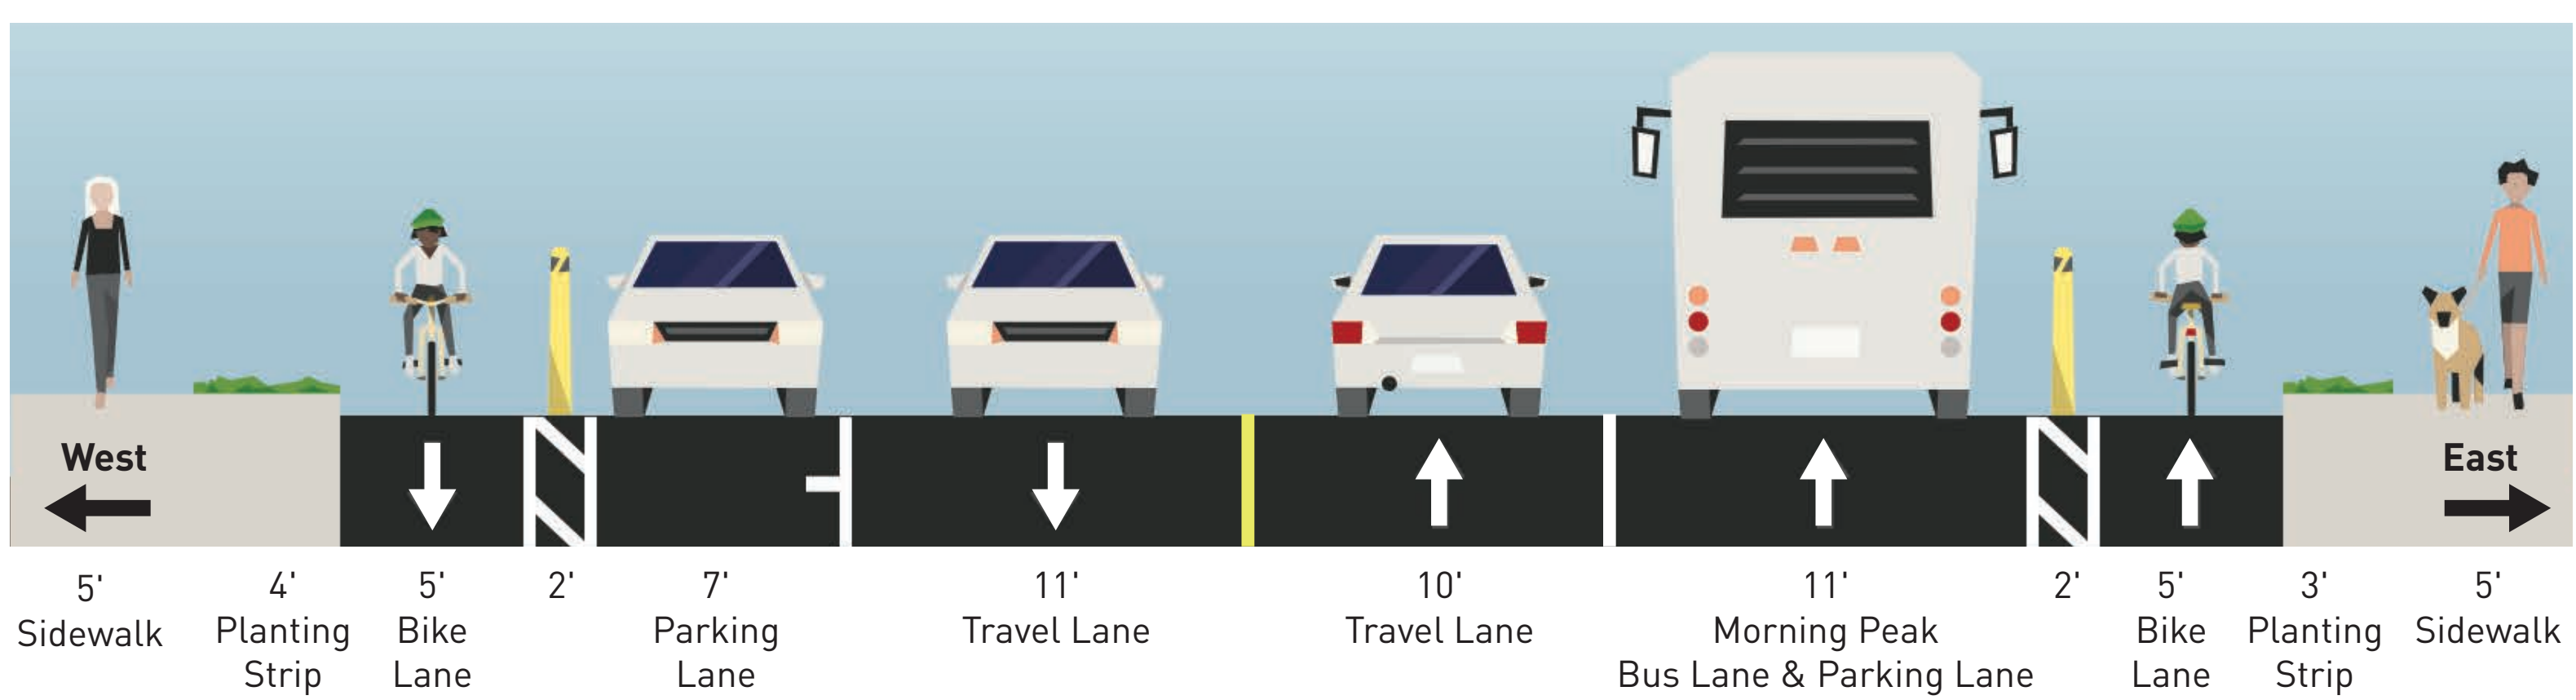 West
East
5'
Sidewalk
4'
Planting
Strip
5'
Bike
Lane
2'
7'
Parking
Lane
11'
Travel Lane
10'
Travel Lane
11'
Morning Peak
Bus Lane & Parking Lane
2'
5'
Bike
Lane
3'
Planting
Strip
5'
Sidewalk